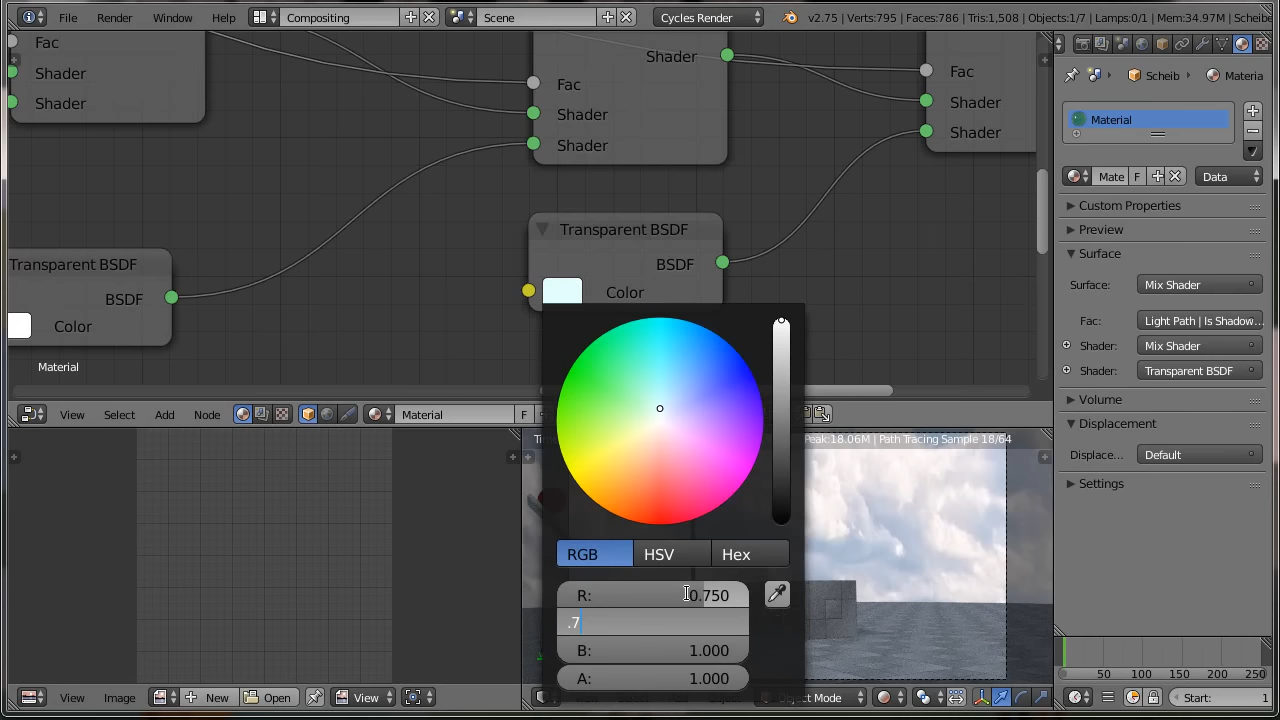 File Render Window Help Compositing Scene Cycles Render v2.75 | Verts:795 | Faces:786 | Tris:1,508 | Objects:1/7 | Lamps:0/1 | Mem:34.97M | Scheibe
Fac
Shader
Shader
Shader
Fac
Shader
Shader
Fac
Shader
Shader
Transparent BSDF
BSDF
Color
Transparent BSDF
BSDF
Color
Material
View Select Add Node Material F
RGB HSV Hex
R: 0.750
.7
B: 1.000
A: 1.000
Peak:18.06M | Path Tracing Sample 18/64
View Image New Open View
Object Mode
Scheib Materia
Material
Mate F Data
Custom Properties
Preview
Surface
Surface: Mix Shader
Fac: Light Path | Is Shadow...
Shader: Mix Shader
Shader: Transparent BSDF
Volume
Displacement
Displace... Default
Settings
50 100 150 200 250
Start: 1